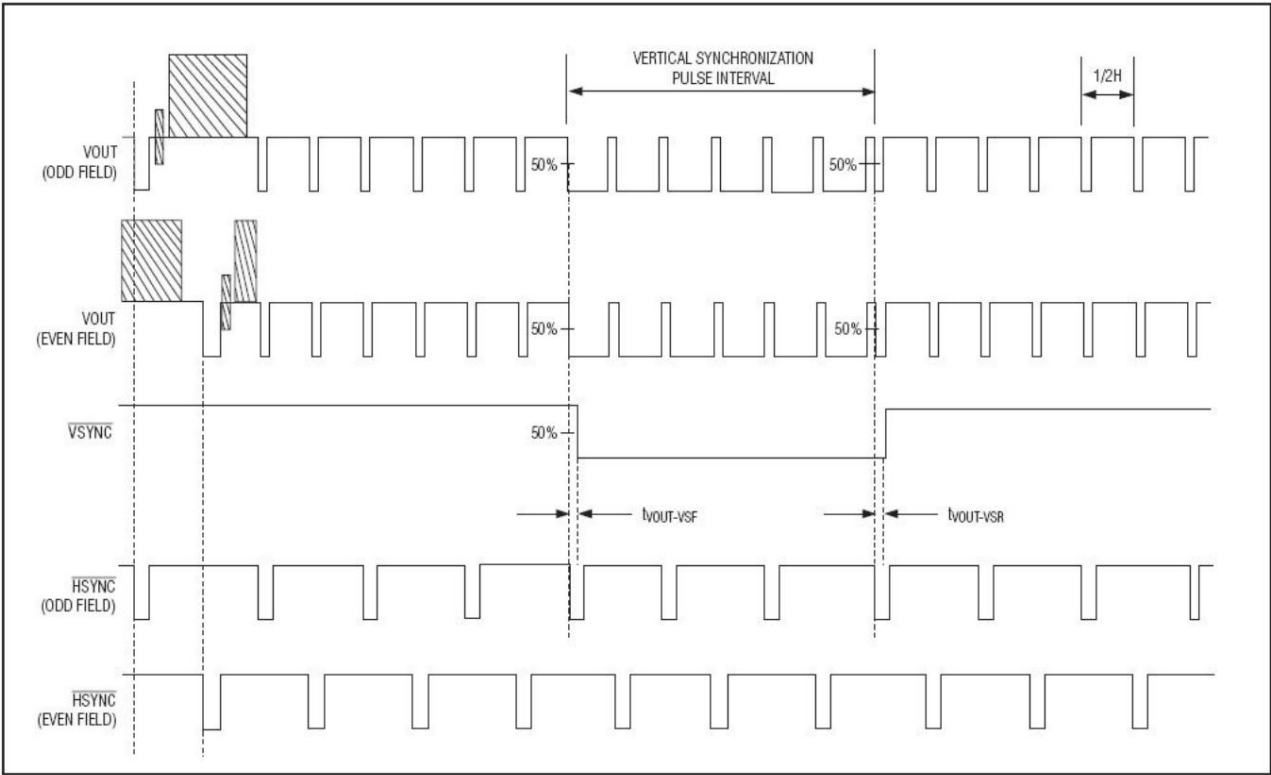 VERTICAL SYNCHRONIZATION
PULSE INTERVAL
1/2H
VOUT
(ODD FIELD)
50%
50%
VOUT
(EVEN FIELD)
50%
50%
VSYNC
50%
tVOUT-VSF
tVOUT-VSR
HSYNC
(ODD FIELD)
HSYNC
(EVEN FIELD)